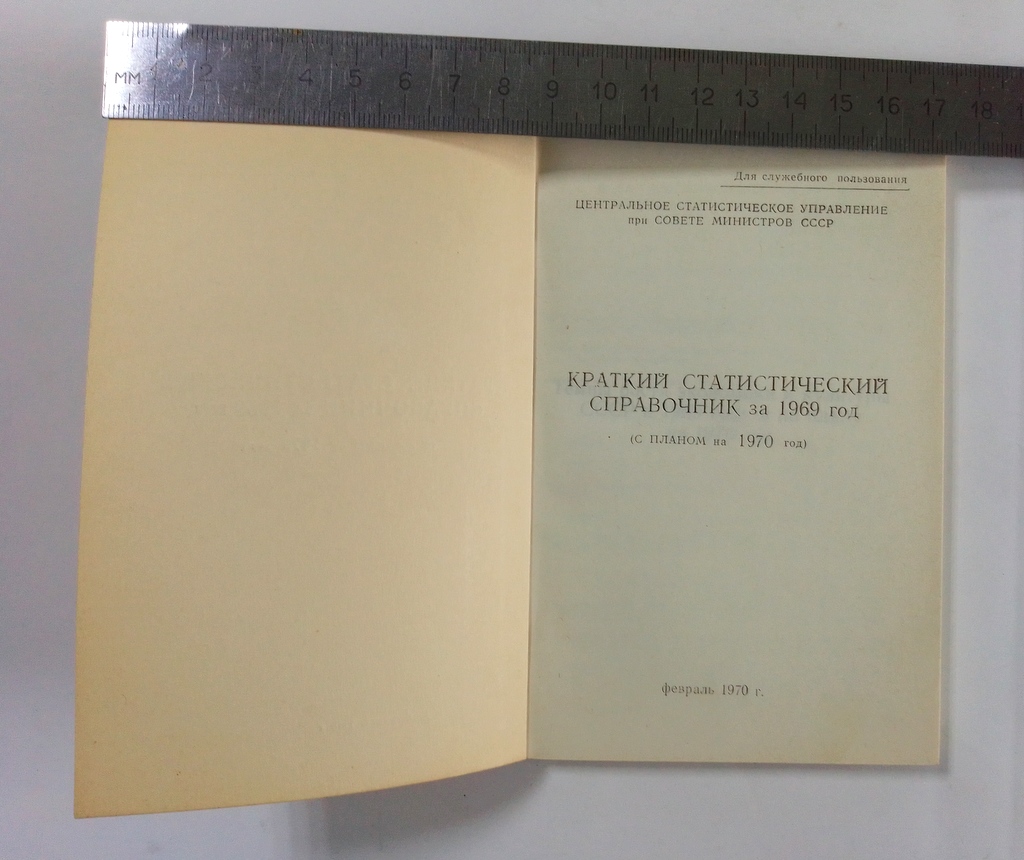 мм 1 2 3 4 5 6 7 8 9 10 11 12 13 14 15 16 17 18
Для служебного пользования
ЦЕНТРАЛЬНОЕ СТАТИСТИЧЕСКОЕ УПРАВЛЕНИЕ
при СОВЕТЕ МИНИСТРОВ СССР
КРАТКИЙ СТАТИСТИЧЕСКИЙ
СПРАВОЧНИК за 1969 год
(С ПЛАНОМ на 1970 год)
февраль 1970 г.